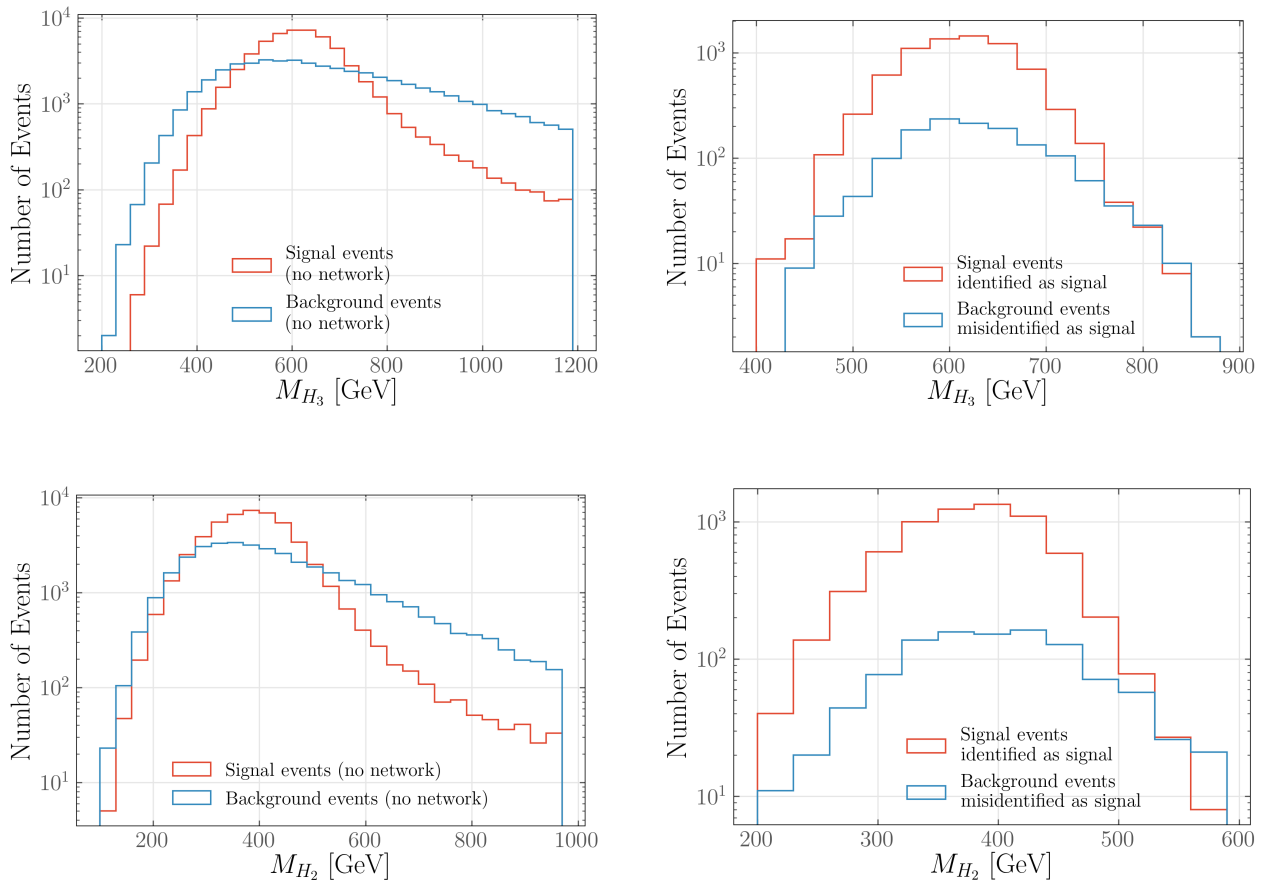 10^4
10^3
10^2
10^1
Number of Events
Signal events
(no network)
Background events
(no network)
200 400 600 800 1000 1200
M_{H_3} [GeV]
10^3
10^2
10^1
Number of Events
Signal events
identified as signal
Background events
misidentified as signal
400 500 600 700 800 900
M_{H_3} [GeV]
10^4
10^3
10^2
10^1
Number of Events
Signal events (no network)
Background events (no network)
200 400 600 800 1000
M_{H_2} [GeV]
10^3
10^2
10^1
Number of Events
Signal events
identified as signal
Background events
misidentified as signal
200 300 400 500 600
M_{H_2} [GeV]